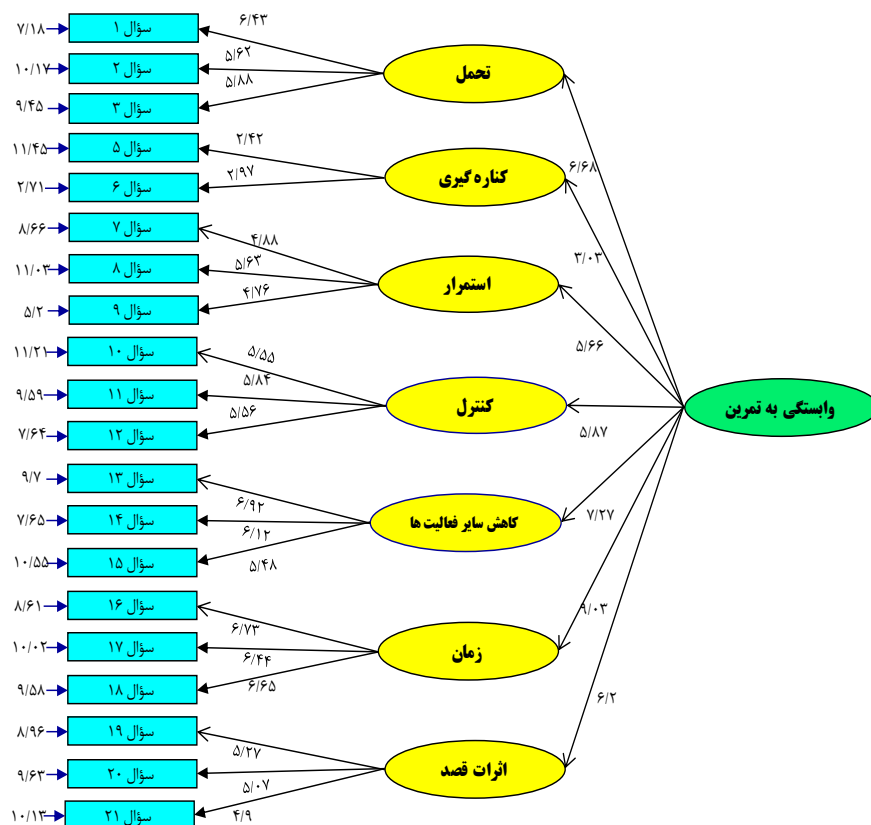 ۷/۱۸ سؤال ۱ ۶/۴۳
۱۰/۱۷ سؤال ۲ ۵/۶۲
۹/۴۵ سؤال ۳ ۵/۸۸
تحمل
۶/۶۸
۱۱/۴۵ سؤال ۵ ۲/۴۲
۲/۷۱ سؤال ۶ ۲/۹۷
کناره گیری
۳/۰۳
۸/۶۶ سؤال ۷ ۴/۸۸
۱۱/۰۳ سؤال ۸ ۵/۶۳
۵/۲ سؤال ۹ ۴/۷۶
استمرار
۵/۶۶
۱۱/۲۱ سؤال ۱۰ ۵/۵۵
۹/۵۹ سؤال ۱۱ ۵/۸۴
۷/۶۴ سؤال ۱۲ ۵/۵۶
کنترل
۵/۸۷
وابستگی به تمرین
۹/۷ سؤال ۱۳ ۶/۹۲
۷/۶۵ سؤال ۱۴ ۶/۱۲
۱۰/۵۵ سؤال ۱۵ ۵/۴۸
کاهش سایر فعالیت ها
۷/۲۷
۸/۶۱ سؤال ۱۶ ۶/۷۳
۱۰/۰۲ سؤال ۱۷ ۶/۴۴
۹/۵۸ سؤال ۱۸ ۶/۶۵
زمان
۹/۰۳
۸/۹۶ سؤال ۱۹ ۵/۲۷
۹/۶۳ سؤال ۲۰ ۵/۰۷
۱۰/۱۳ سؤال ۲۱ ۴/۹
اثرات قصد
۶/۲